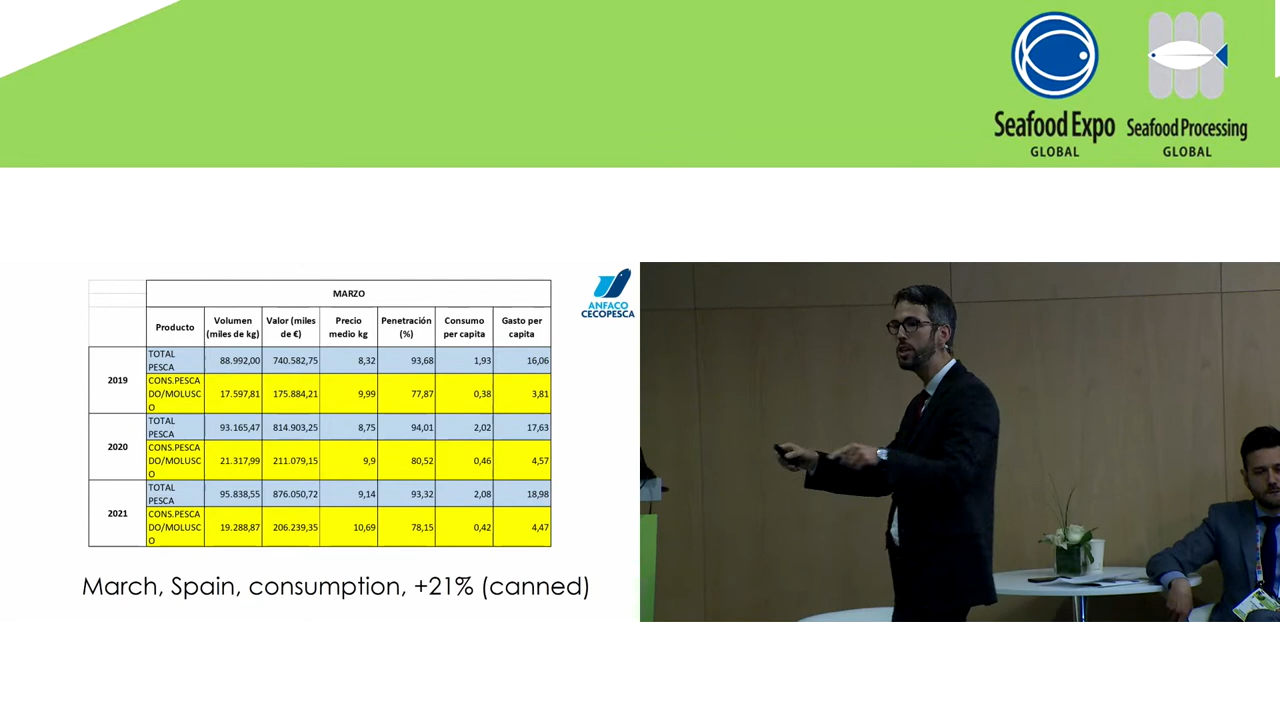 Seafood Expo
GLOBAL
Seafood Processing
GLOBAL
ANFACO
CECOPESCA
MARZO
Producto Volumen (miles de kg) Valor (miles de €) Precio medio kg Penetración (%) Consumo per capita Gasto per capita
2019
TOTAL PESCA 88.992,00 740.582,75 8,32 93,68 1,93 16,06
CONS.PESCADO/MOLUSCO 17.597,81 175.884,21 9,99 77,87 0,38 3,81
2020
TOTAL PESCA 93.165,47 814.903,25 8,75 94,01 2,02 17,63
CONS.PESCADO/MOLUSCO 21.317,99 211.079,15 9,9 80,52 0,46 4,57
2021
TOTAL PESCA 95.838,55 876.050,72 9,14 93,32 2,08 18,98
CONS.PESCADO/MOLUSCO 19.288,87 206.239,35 10,69 78,15 0,42 4,47
March, Spain, consumption, +21% (canned)